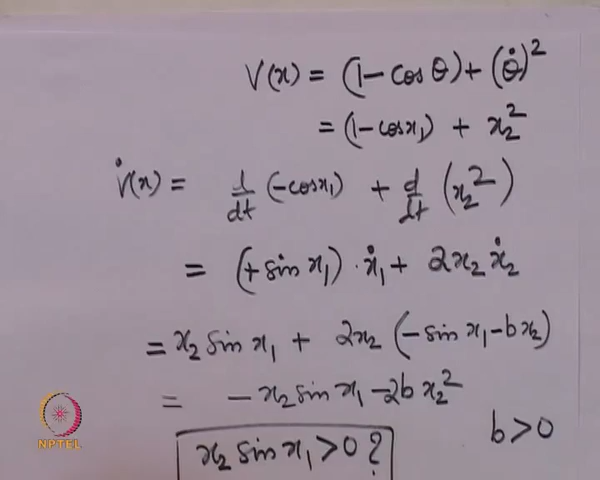 V(x) = (1 - cos θ) + (θ̇)²
= (1 - cos x₁) + x₂²
V̇(x) = d/dt (-cos x₁) + d/dt (x₂²)
= (+ sin x₁) · ẋ₁ + 2x₂ ẋ₂
= x₂ sin x₁ + 2x₂ (- sin x₁ - bx₂)
= - x₂ sin x₁ - 2b x₂²
b > 0
x₂ sin x₁ > 0 ?
NPTEL